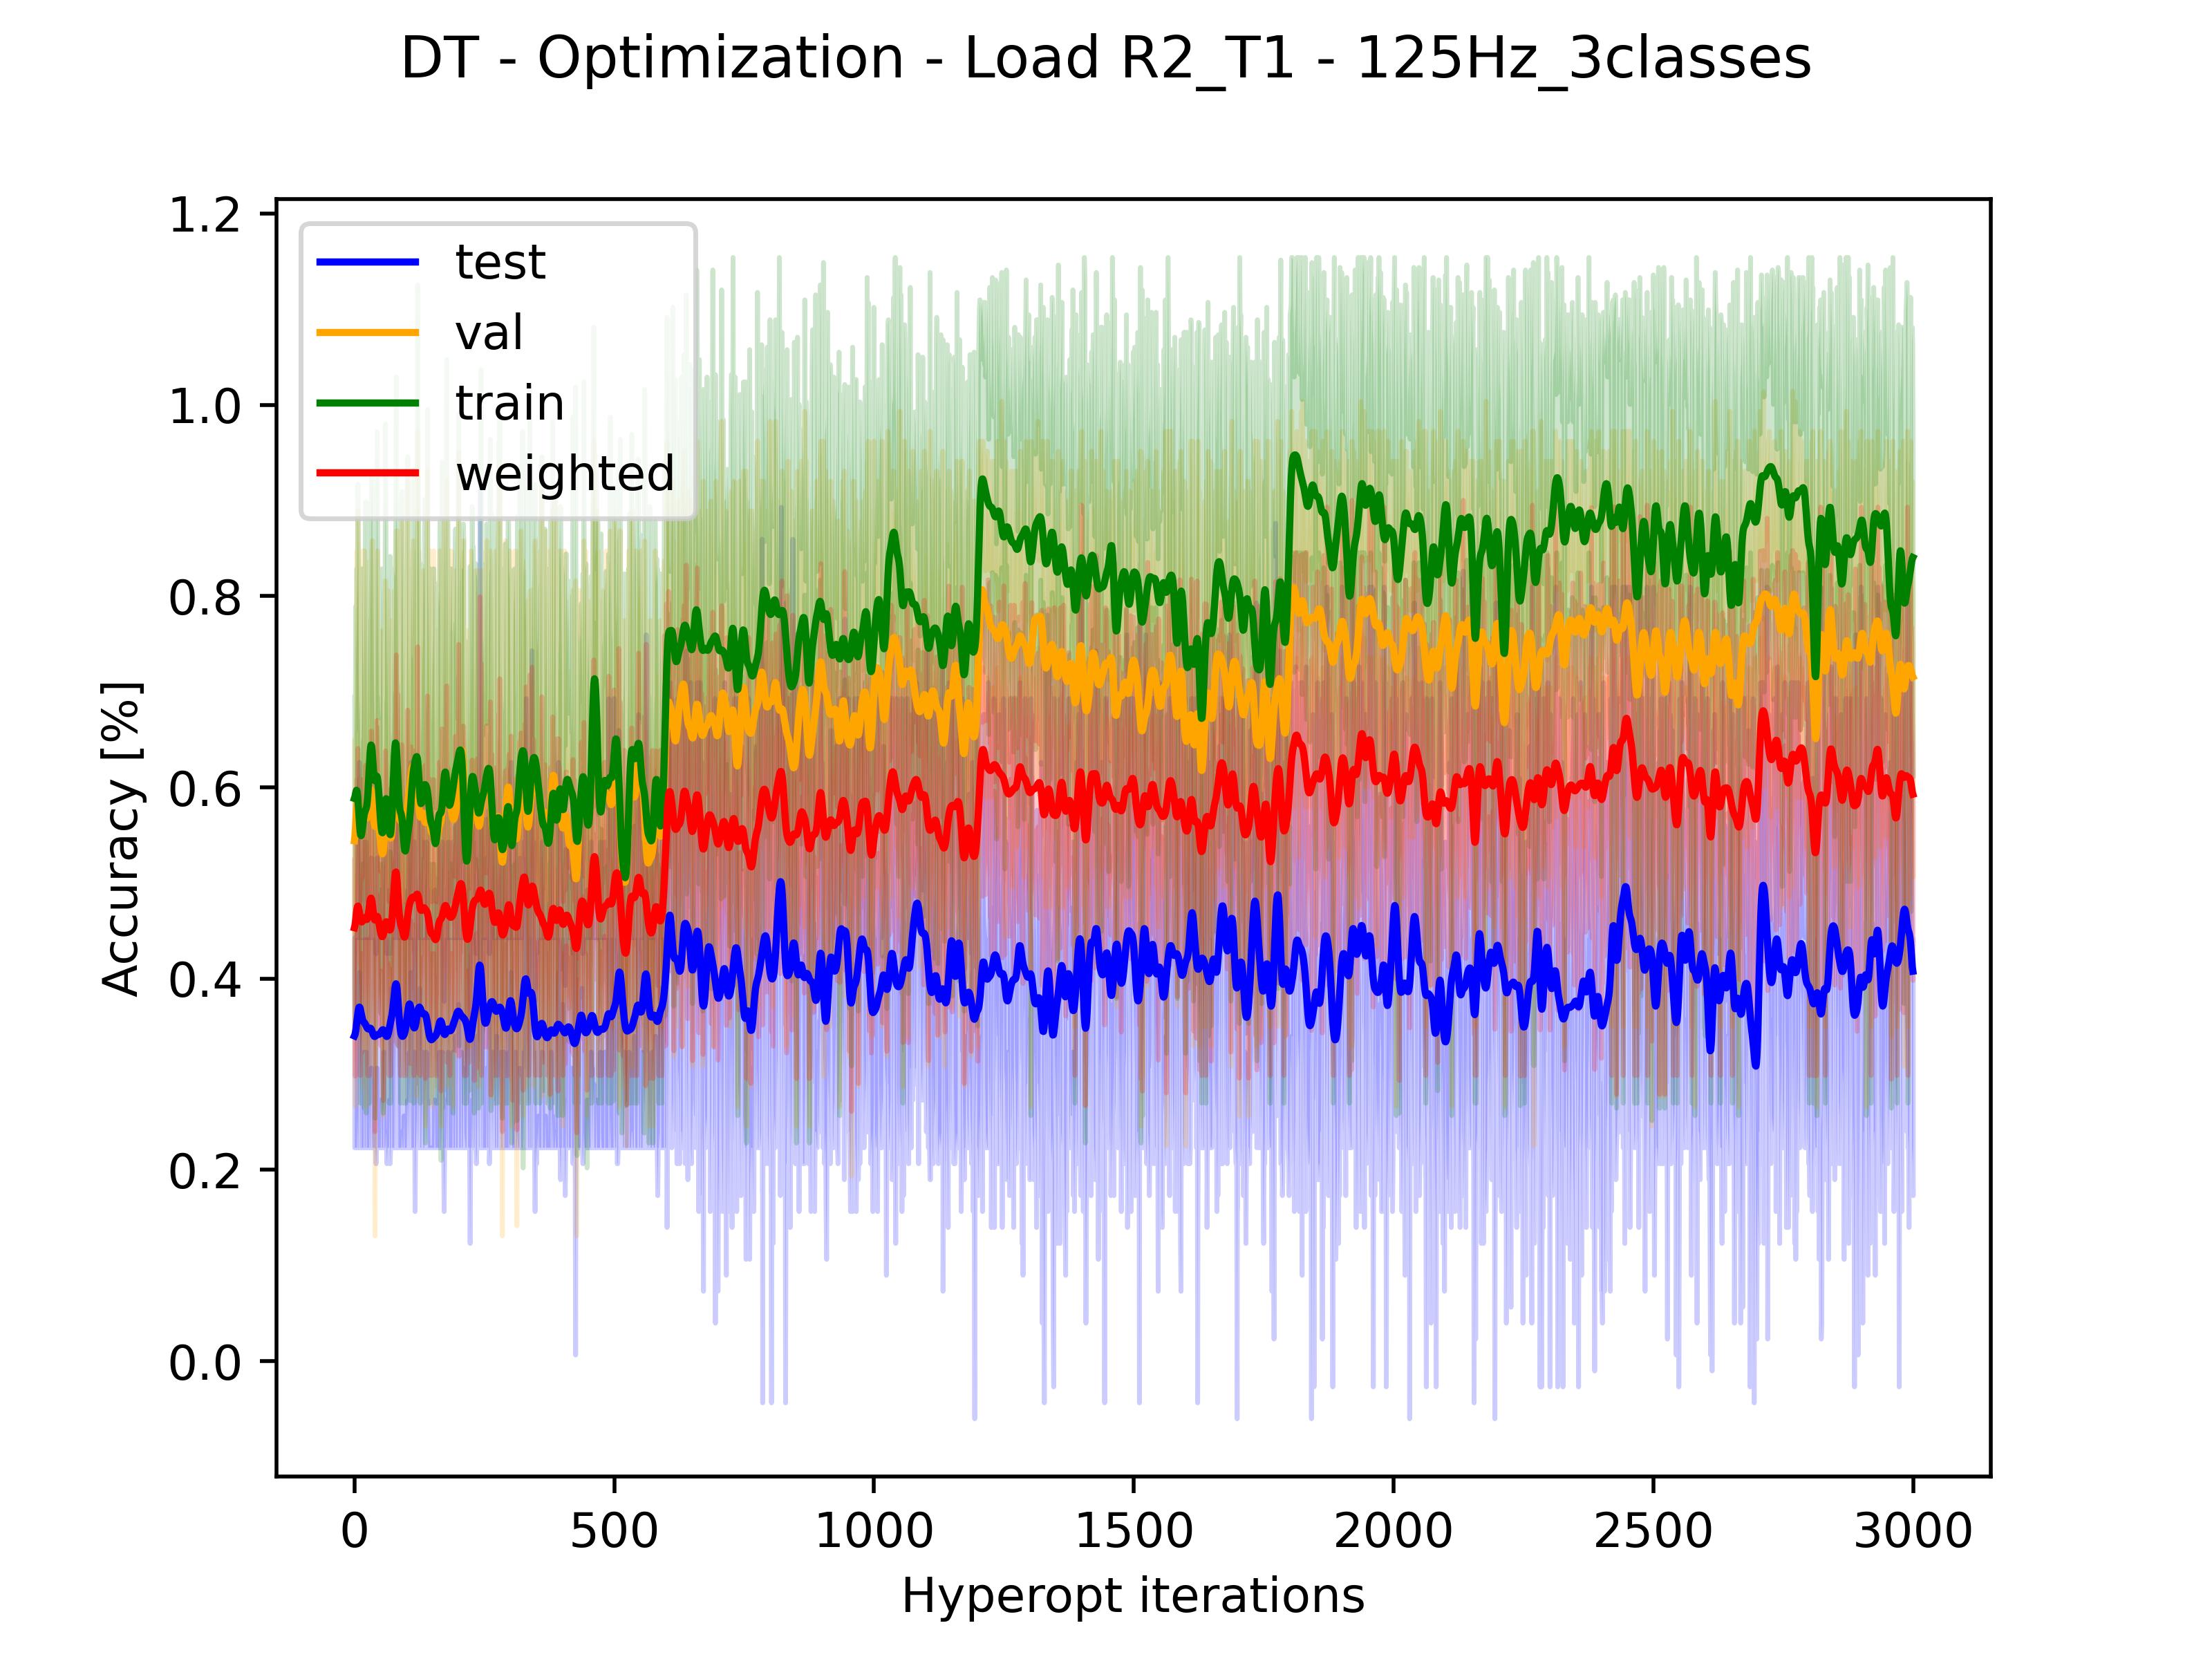 DT - Optimization - Load R2_T1 - 125Hz_3classes
1.2
1.0
0.8
0.6
0.4
0.2
0.0
Accuracy [%]
test
val
train
weighted
0 500 1000 1500 2000 2500 3000
Hyperopt iterations